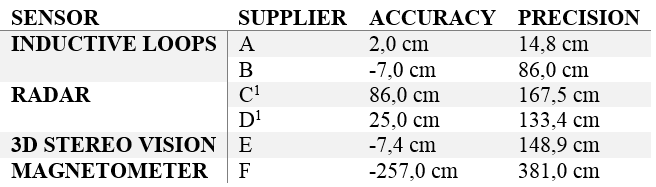 SENSOR SUPPLIER ACCURACY PRECISION
INDUCTIVE LOOPS A 2,0 cm 14,8 cm
B -7,0 cm 86,0 cm
RADAR C¹ 86,0 cm 167,5 cm
D¹ 25,0 cm 133,4 cm
3D STEREO VISION E -7,4 cm 148,9 cm
MAGNETOMETER F -257,0 cm 381,0 cm